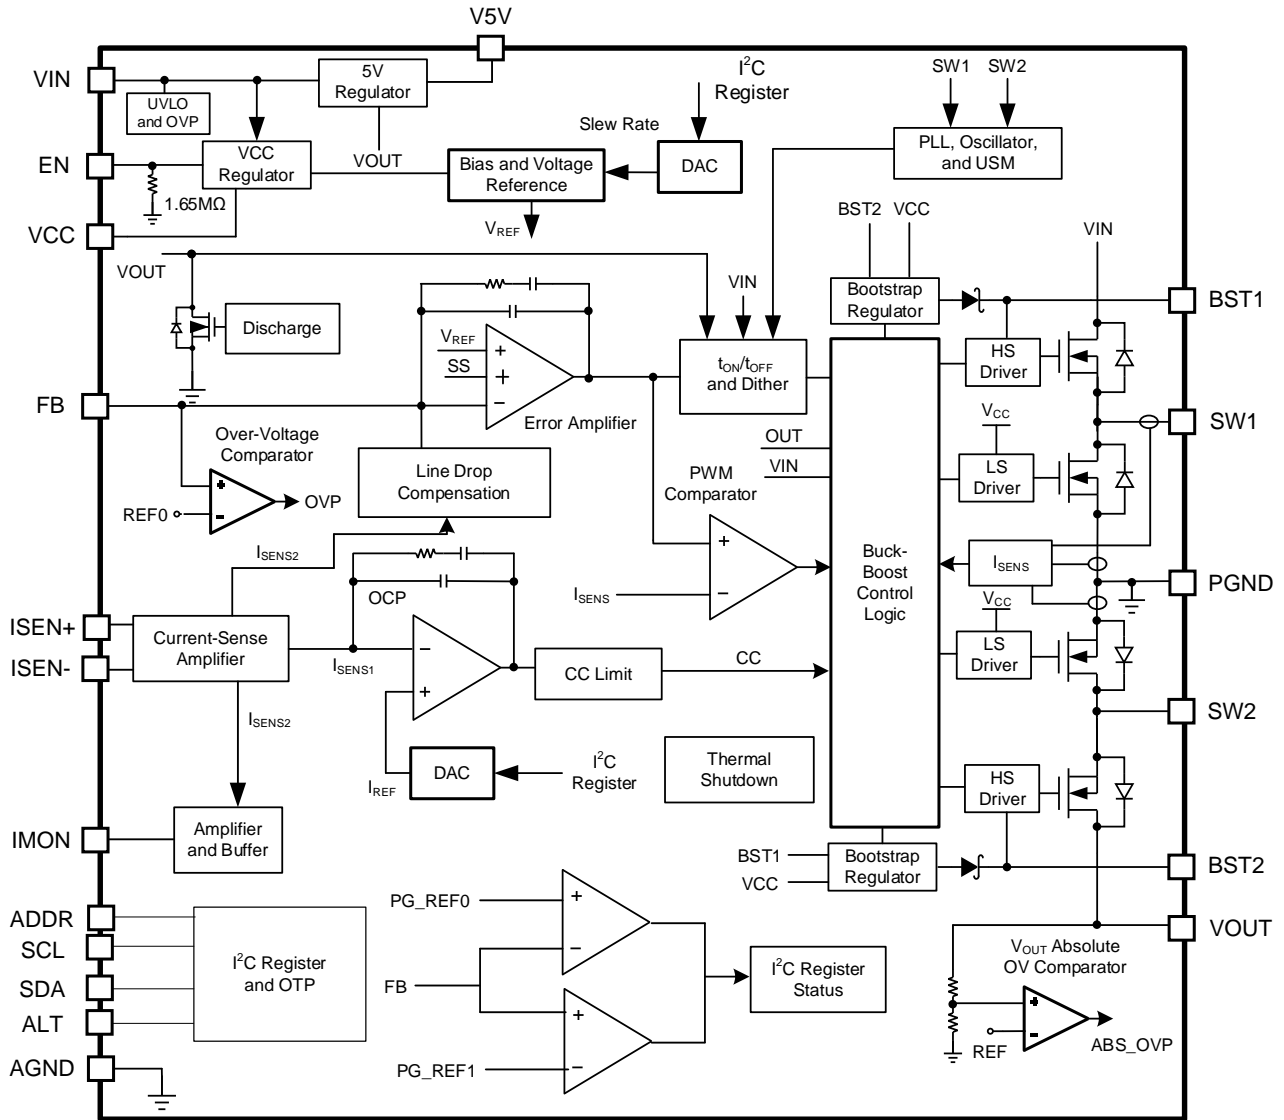 V5V
VIN
5V
Regulator
UVLO
and OVP
I²C
Register
SW1 SW2
PLL, Oscillator,
and USM
Slew Rate
DAC
EN
VCC
Regulator
VOUT
Bias and Voltage
Reference
1.65MΩ
VREF
VCC
BST2 VCC
VIN
VOUT
VIN
Bootstrap
Regulator
BST1
Discharge
VREF
SS
Error Amplifier
tON/tOFF
and Dither
HS
Driver
FB
SW1
Over-Voltage
Comparator
OVP
REF0
Line Drop
Compensation
OUT
VIN
PWM
Comparator
VCC
LS
Driver
ISENS2
OCP
ISENS
Buck-
Boost
Control
Logic
ISENS
PGND
ISEN+
ISEN-
Current-Sense
Amplifier
ISENS1
CC Limit
CC
VCC
LS
Driver
SW2
ISENS2
IREF
DAC
I²C
Register
Thermal
Shutdown
HS
Driver
IMON
Amplifier
and Buffer
BST1
VCC
Bootstrap
Regulator
BST2
ADDR
SCL
SDA
ALT
AGND
I²C Register
and OTP
PG_REF0
FB
PG_REF1
I²C Register
Status
VOUT
VOUT Absolute
OV Comparator
REF
ABS_OVP